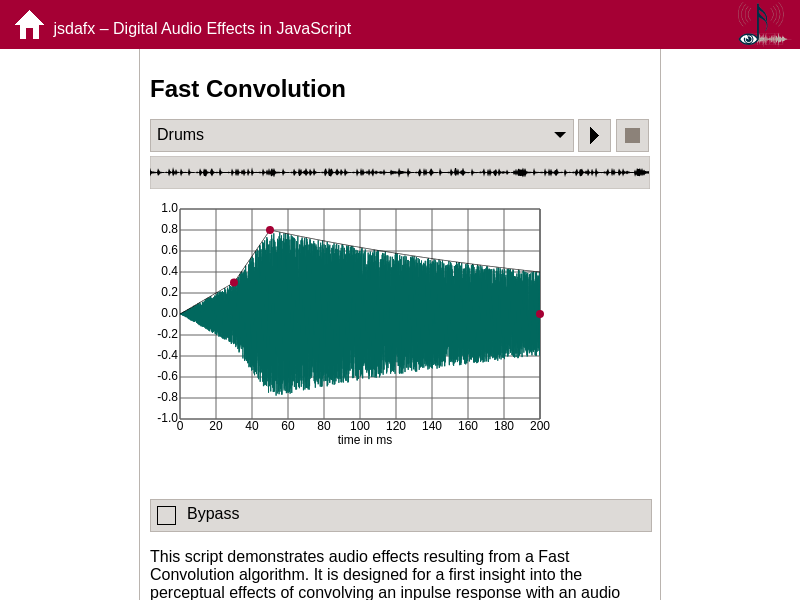 jsdafx – Digital Audio Effects in JavaScript
Fast Convolution
Drums
1.0
0.8
0.6
0.4
0.2
0.0
-0.2
-0.4
-0.6
-0.8
-1.0
0 20 40 60 80 100 120 140 160 180 200
time in ms
Bypass
This script demonstrates audio effects resulting from a Fast
Convolution algorithm. It is designed for a first insight into the
perceptual effects of convolving an inpulse response with an audio